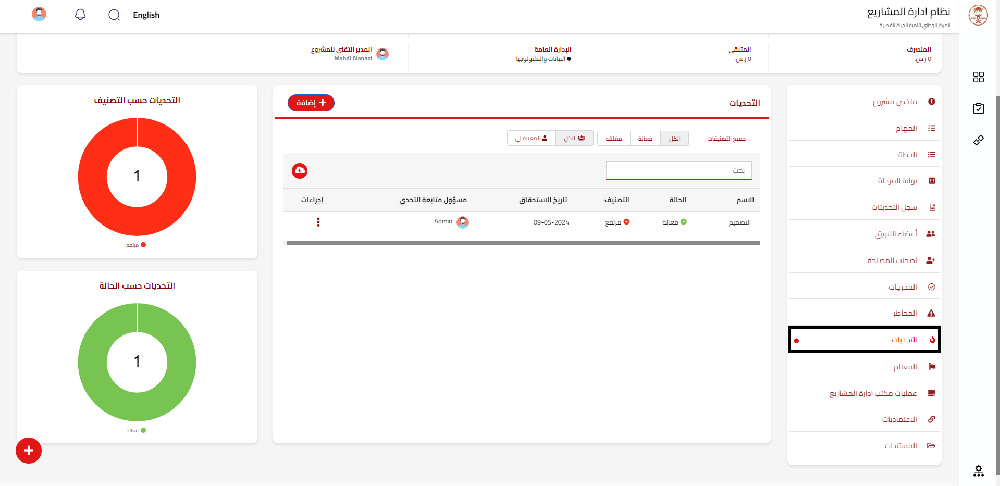 نظام ادارة المشاريع
المركز الوطني لتنمية الحياة الفطرية
English
المنصرف
0 ر.س.
المتبقي
0 ر.س.
الإدارة العامة
البيانات والتكنولوجيا
المدير التقني للمشروع
Mahdi Alanazi
ملخص مشروع
المهام
الخطة
بوابة المرحلة
سجل التحديثات
أعضاء الفريق
أصحاب المصلحة
المخرجات
المخاطر
التحديات
المعالم
عمليات مكتب ادارة المشاريع
الاعتماديات
المستندات
التحديات
إضافة
جميع التصنيفات
الكل
فعالة
مغلقه
الكل
المعينة لي
بحث
الاسم الحالة التصنيف تاريخ الاستحقاق مسؤول متابعة التحدي إجراءات
التصميم فعالة مرتفع 09-05-2024 Admin
التحديات حسب التصنيف
1
مرتفع
التحديات حسب الحالة
1
فعالة